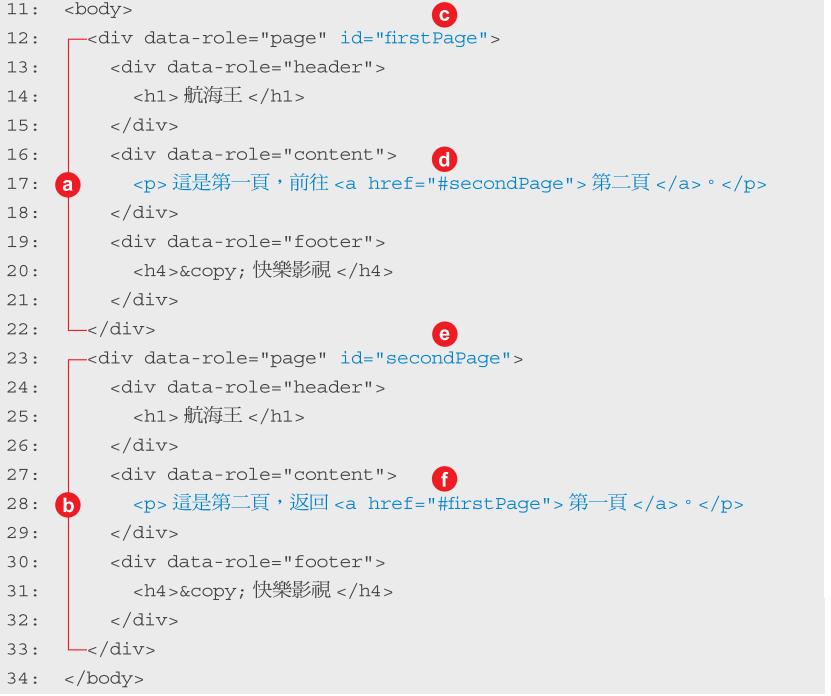 c
11: <body>
12: <div data-role="page" id="firstPage">
13: <div data-role="header">
14: <h1> 航海王 </h1>
15: </div>
16: <div data-role="content">
d
17: <p> 這是第一頁，前往 <a href="#secondPage"> 第二頁 </a>。</p>
a
18: </div>
19: <div data-role="footer">
20: <h4>&copy; 快樂影視 </h4>
21: </div>
22: </div>
e
23: <div data-role="page" id="secondPage">
24: <div data-role="header">
25: <h1> 航海王 </h1>
26: </div>
27: <div data-role="content">
f
28: <p> 這是第二頁，返回 <a href="#firstPage"> 第一頁 </a>。</p>
b
29: </div>
30: <div data-role="footer">
31: <h4>&copy; 快樂影視 </h4>
32: </div>
33: </div>
34: </body>